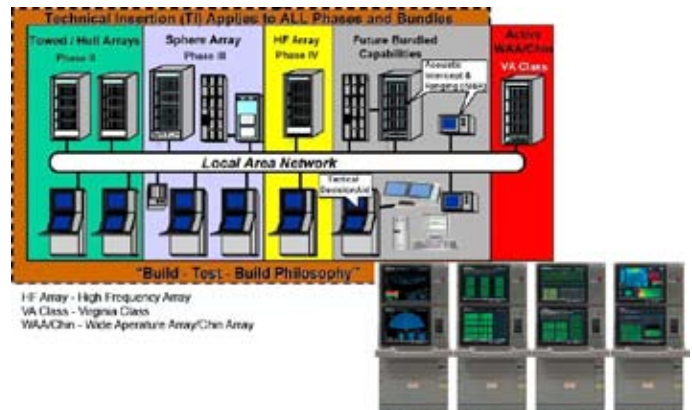 Technical Insertion (TI) Applies to ALL Phases and Bundles
Towed / Hull Arrays
Phase II
Sphere Array
Phase III
HF Array
Phase IV
Future Bundled
Capabilities
Acoustic
Intercept &
Ranging
Active
WAA/Chin
VA Class
Local Area Network
Tactical
Decision Aid
"Build - Test - Build Philosophy"
HF Array - High Frequency Array
VA Class - Virginia Class
WAA/Chin - Wide Aperature Array/Chin Array